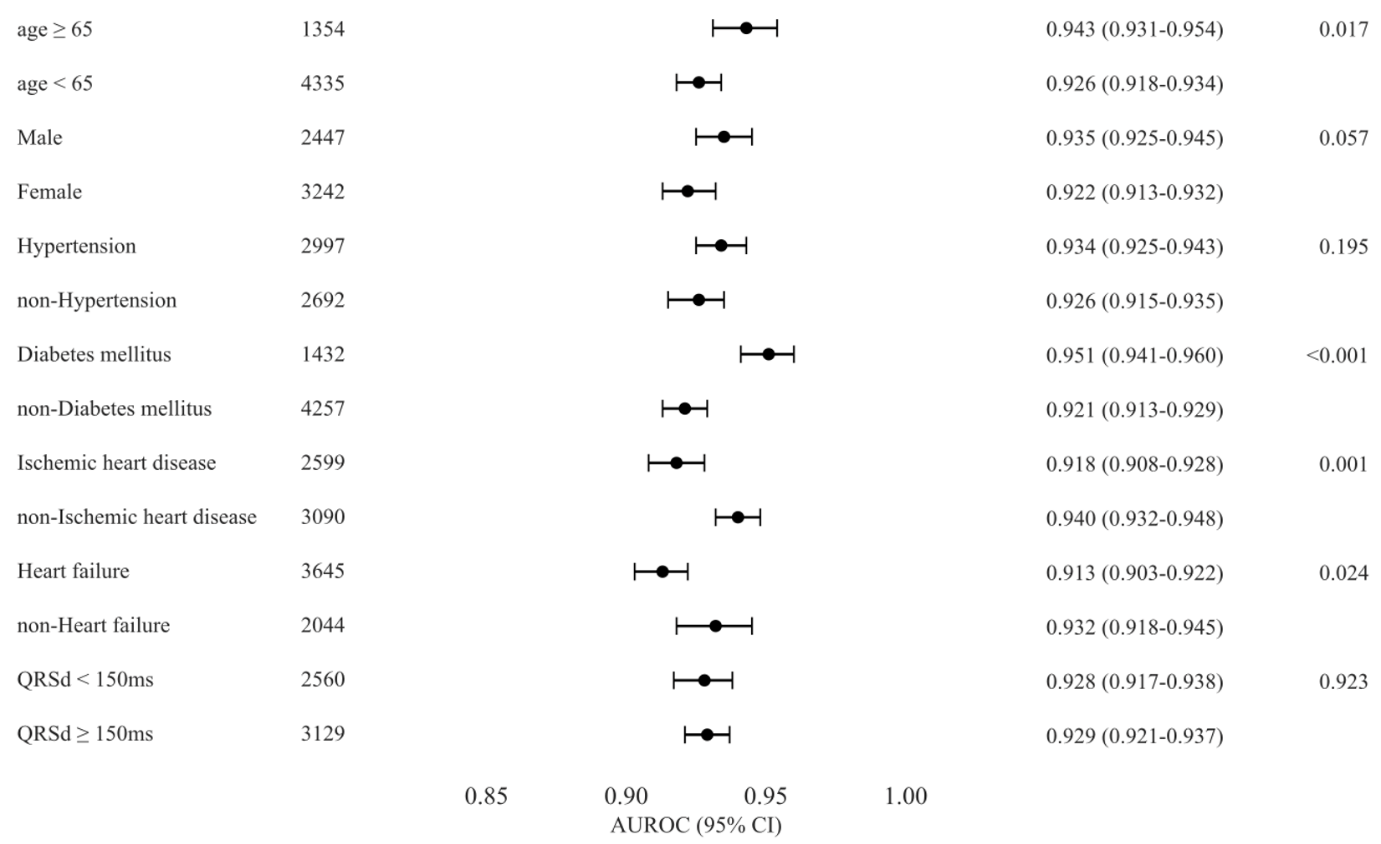 age ≥ 65 1354 0.943 (0.931-0.954) 0.017
age < 65 4335 0.926 (0.918-0.934)
Male 2447 0.935 (0.925-0.945) 0.057
Female 3242 0.922 (0.913-0.932)
Hypertension 2997 0.934 (0.925-0.943) 0.195
non-Hypertension 2692 0.926 (0.915-0.935)
Diabetes mellitus 1432 0.951 (0.941-0.960) <0.001
non-Diabetes mellitus 4257 0.921 (0.913-0.929)
Ischemic heart disease 2599 0.918 (0.908-0.928) 0.001
non-Ischemic heart disease 3090 0.940 (0.932-0.948)
Heart failure 3645 0.913 (0.903-0.922) 0.024
non-Heart failure 2044 0.932 (0.918-0.945)
QRSd < 150ms 2560 0.928 (0.917-0.938) 0.923
QRSd ≥ 150ms 3129 0.929 (0.921-0.937)
0.85 0.90 0.95 1.00
AUROC (95% CI)